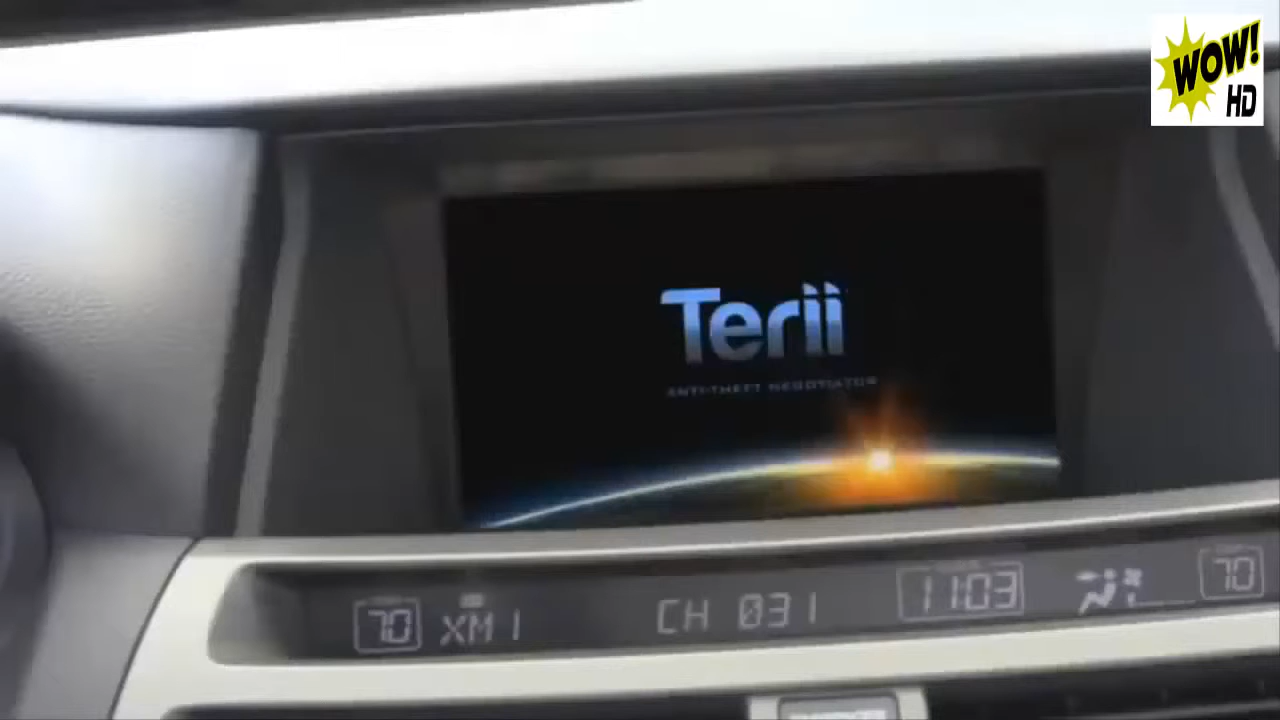 WOW!
HD
Terii
ANTI-THEFT NEGOTIATOR
70 XM1 CH 031 11:03 70